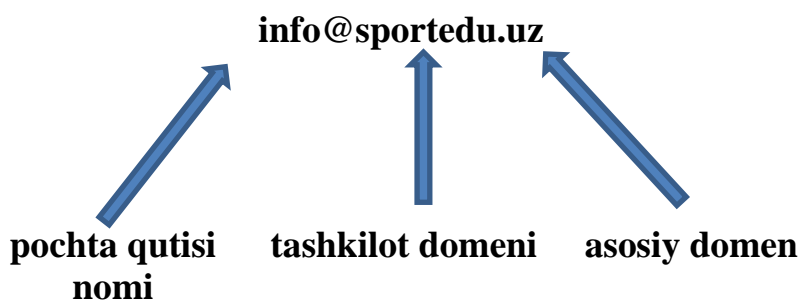 info@sportedu.uz
pochta qutisi nomi
tashkilot domeni
asosiy domen